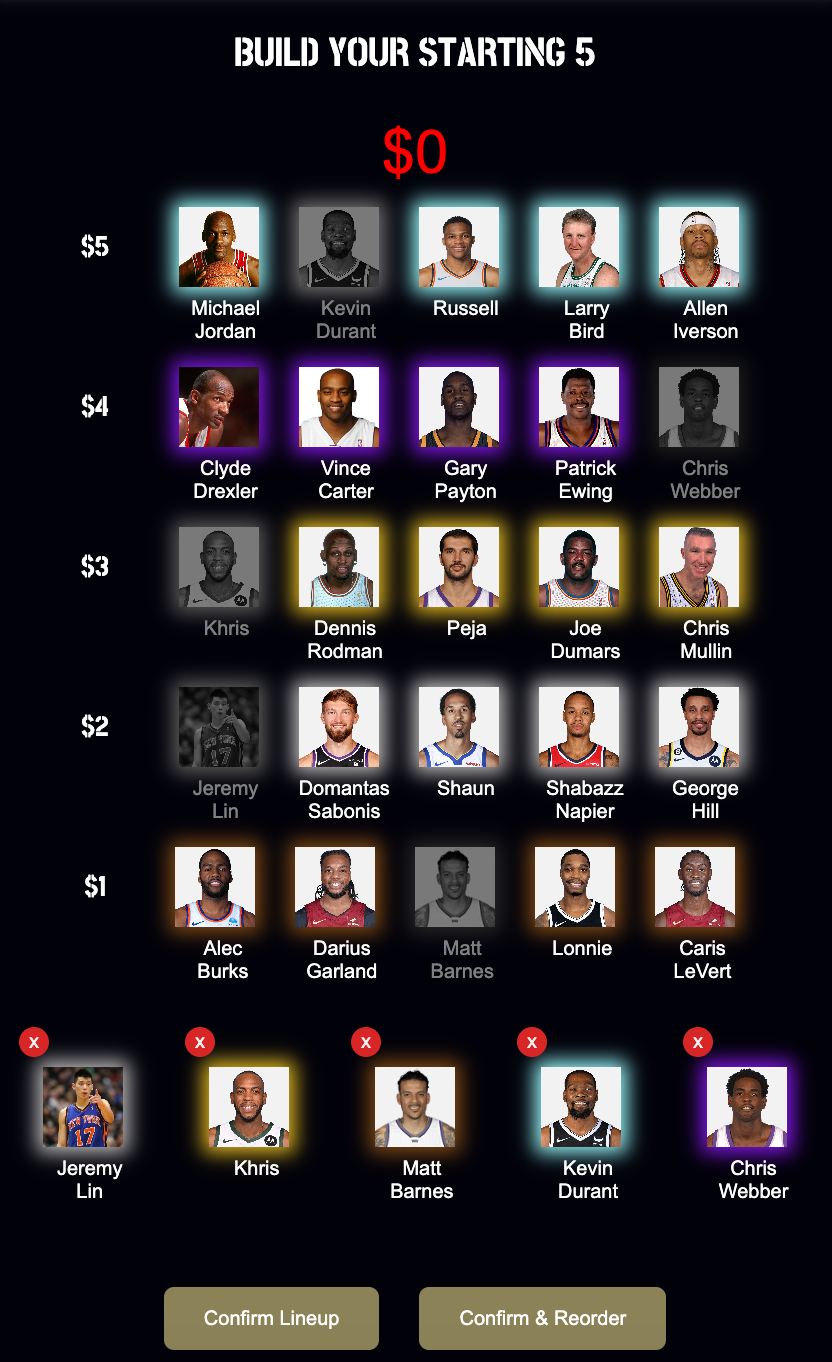 BUILD YOUR STARTING 5
$0
$5
Michael Jordan
Kevin Durant
Russell
Larry Bird
Allen Iverson
$4
Clyde Drexler
Vince Carter
Gary Payton
Patrick Ewing
Chris Webber
$3
Khris
Dennis Rodman
Peja
Joe Dumars
Chris Mullin
$2
Jeremy Lin
Domantas Sabonis
Shaun
Shabazz Napier
George Hill
$1
Alec Burks
Darius Garland
Matt Barnes
Lonnie
Caris LeVert
X
X
X
X
X
NEW YORK
17
Jeremy Lin
Khris
Matt Barnes
Kevin Durant
Chris Webber
Confirm Lineup
Confirm & Reorder